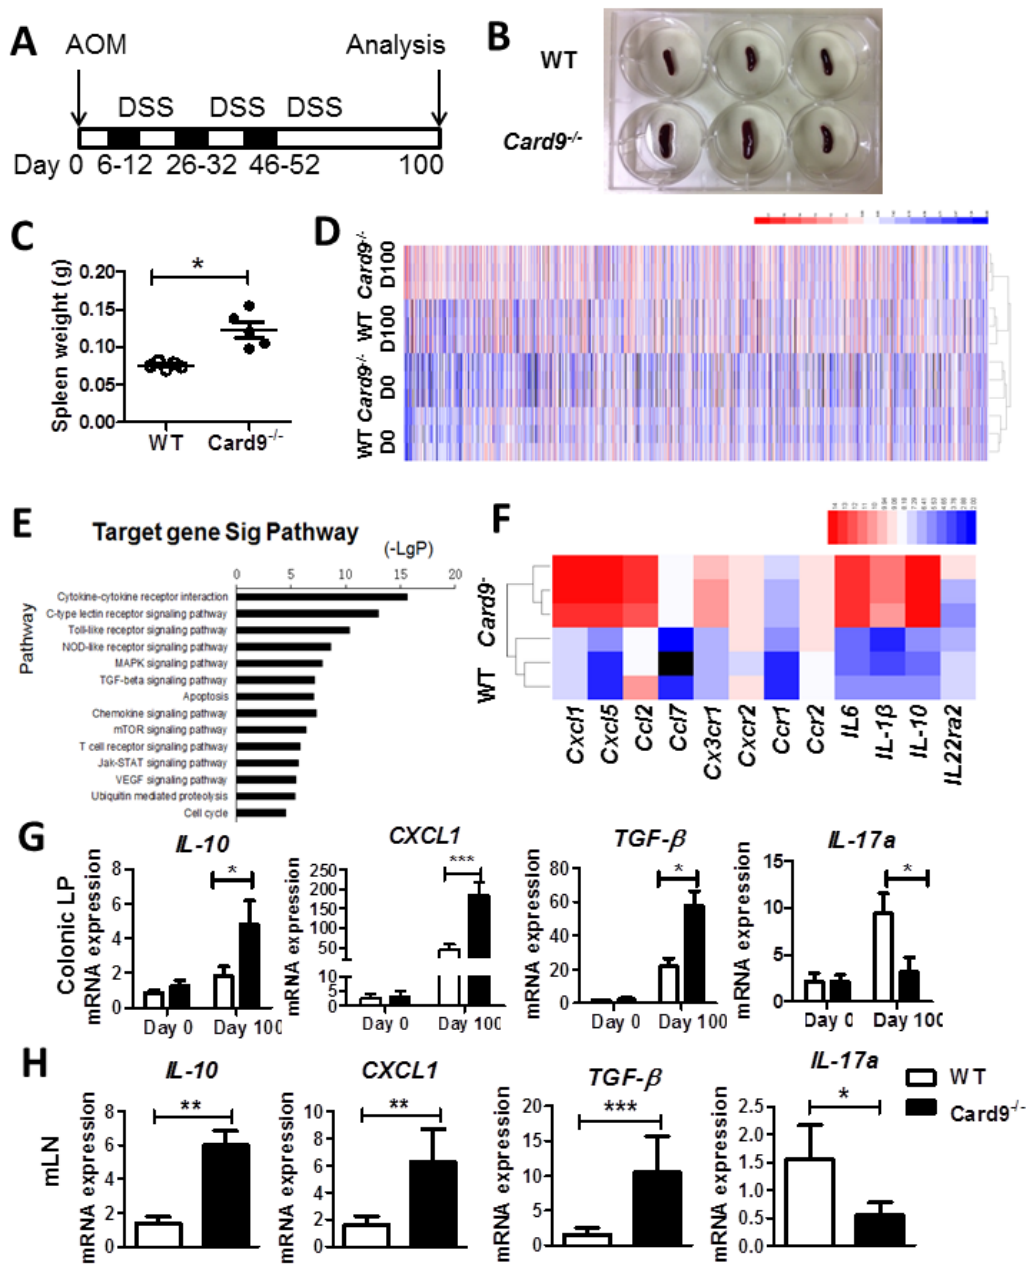 A
AOM
Analysis
DSS DSS DSS
Day 0 6-12 26-32 46-52 100
B
WT
Card9-/-
C
Spleen weight (g)
0.20
0.15
0.10
0.05
0.00
*
WT Card9-/-
D
Card9-/- D100
WT D100
Card9-/- D0
WT D0
E
Target gene Sig Pathway
(-LgP)
0 5 10 15 20
Pathway
Cytokine-cytokine receptor interaction
C-type lectin receptor signaling pathway
Toll-like receptor signaling pathway
NOD-like receptor signaling pathway
MAPK signaling pathway
TGF-beta signaling pathway
Apoptosis
Chemokine signaling pathway
mTOR signaling pathway
T cell receptor signaling pathway
Jak-STAT signaling pathway
VEGF signaling pathway
Ubiquitin mediated proteolysis
Cell cycle
F
Card9-
WT
Cxcl1 Cxcl5 Ccl2 Ccl7 Cx3cr1 Cxcr2 Ccr1 Ccr2 IL6 IL-1β IL-10 IL22ra2
G
Colonic LP
IL-10
mRNA expression
8
6
4
2
0
*
Day 0 Day 100
CXCL1
mRNA expression
250
200
150
100
50
10
5
0
***
Day 0 Day 100
TGF-β
mRNA expression
80
60
40
20
0
*
Day 0 Day 100
IL-17a
mRNA expression
15
10
5
0
*
Day 0 Day 100
H
mLN
IL-10
mRNA expression
8
6
4
2
0
**
CXCL1
mRNA expression
10
8
6
4
2
0
**
TGF-β
mRNA expression
20
15
10
5
0
***
IL-17a
mRNA expression
2.5
2.0
1.5
1.0
0.5
0.0
*
WT
Card9-/-